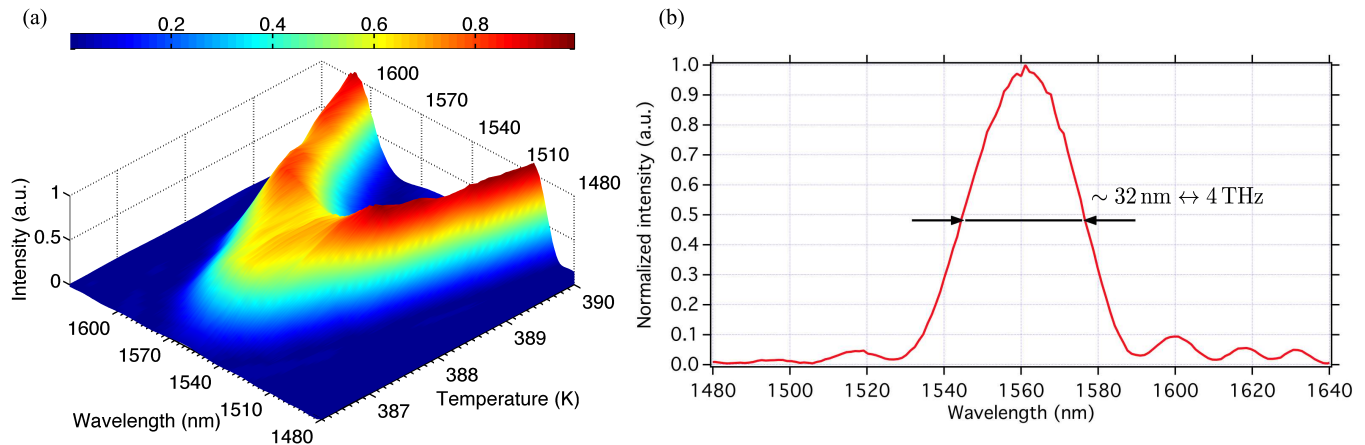 (a)
0.2 0.4 0.6 0.8
1600
1570
1540
1510
1480
1
0.5
0
Intensity (a.u.)
1600
1570
1540
1510
1480
Wavelength (nm)
390
389
388
387
Temperature (K)
(b)
1.0
0.9
0.8
0.7
0.6
0.5
0.4
0.3
0.2
0.1
0.0
Normalized intensity (a.u.)
∼ 32 nm ↔ 4 THz
1480 1500 1520 1540 1560 1580 1600 1620 1640
Wavelength (nm)